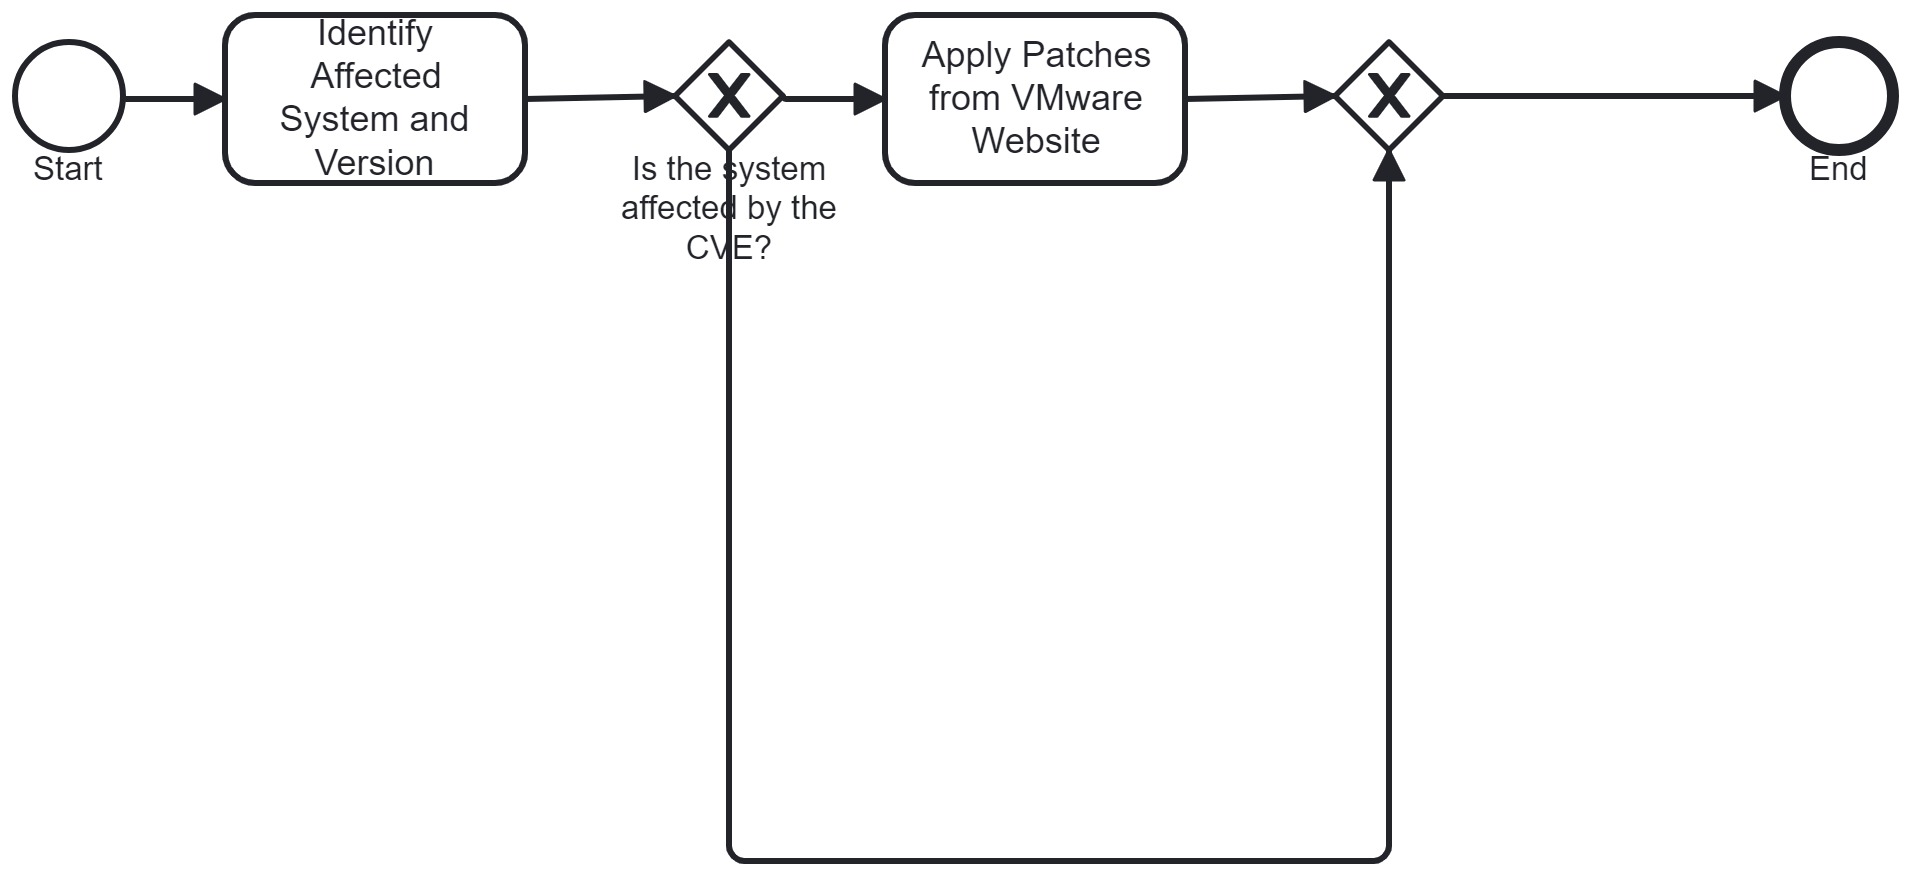 Start
Identify
Affected
System and
Version
X
Is the system
affected by the
CVE?
Apply Patches
from VMware
Website
X
End